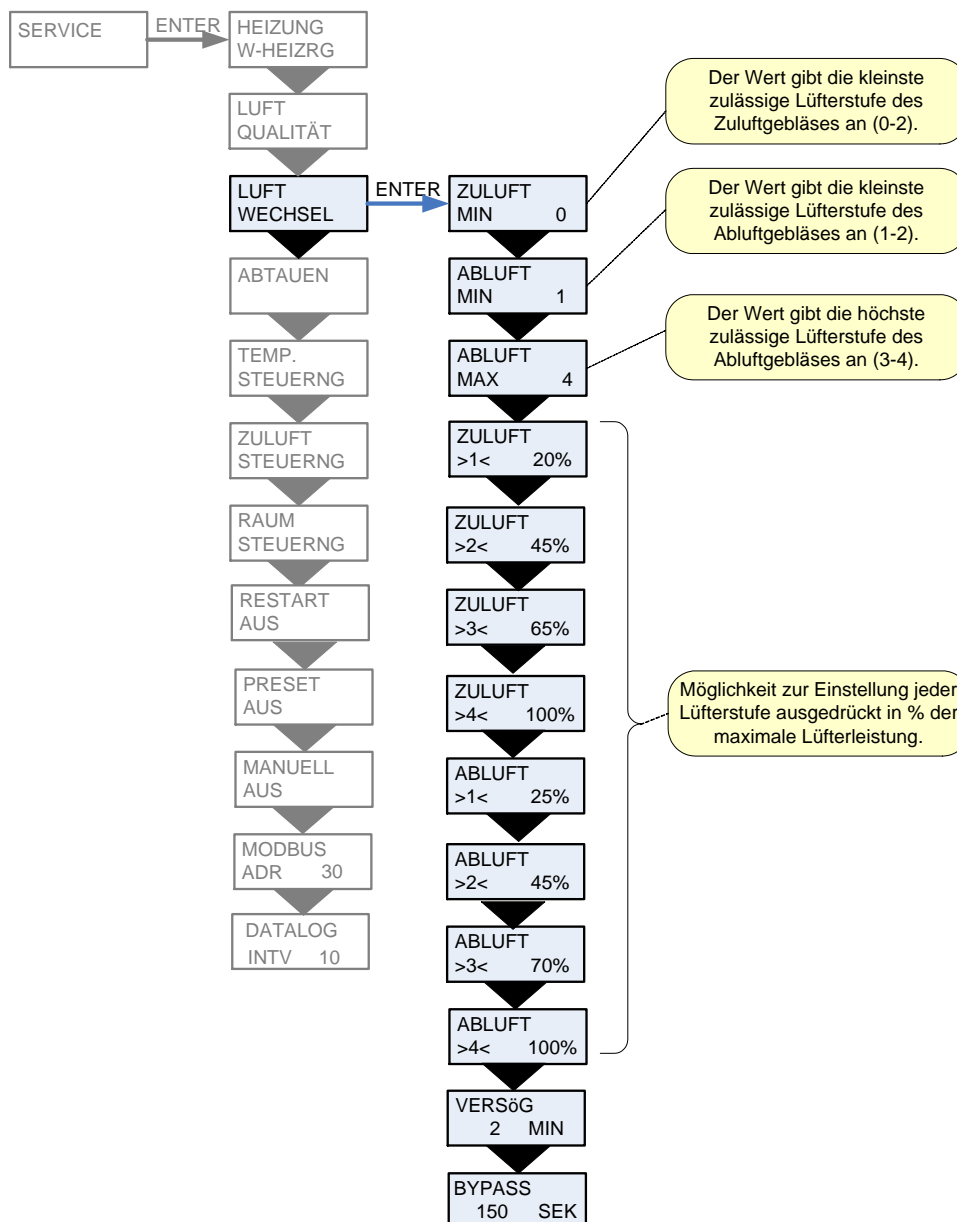 SERVICE
ENTER
HEIZUNG
W-HEIZRG
LUFT
QUALITÄT
LUFT
WECHSEL
ABTAUEN
TEMP.
STEUERNG
ZULUFT
STEUERNG
RAUM
STEUERNG
RESTART
AUS
PRESET
AUS
MANUELL
AUS
MODBUS
ADR 30
DATALOG
INTV 10
ENTER
ZULUFT
MIN 0
ABLUFT
MIN 1
ABLUFT
MAX 4
ZULUFT
>1< 20%
ZULUFT
>2< 45%
ZULUFT
>3< 65%
ZULUFT
>4< 100%
ABLUFT
>1< 25%
ABLUFT
>2< 45%
ABLUFT
>3< 70%
ABLUFT
>4< 100%
VERSöG
2 MIN
BYPASS
150 SEK
Der Wert gibt die kleinste
zulässige Lüfterstufe des
Zuluftgebläses an (0-2).
Der Wert gibt die kleinste
zulässige Lüfterstufe des
Abluftgebläses an (1-2).
Der Wert gibt die höchste
zulässige Lüfterstufe des
Abluftgebläses an (3-4).
Möglichkeit zur Einstellung jeder
Lüfterstufe ausgedrückt in % der
maximale Lüfterleistung.